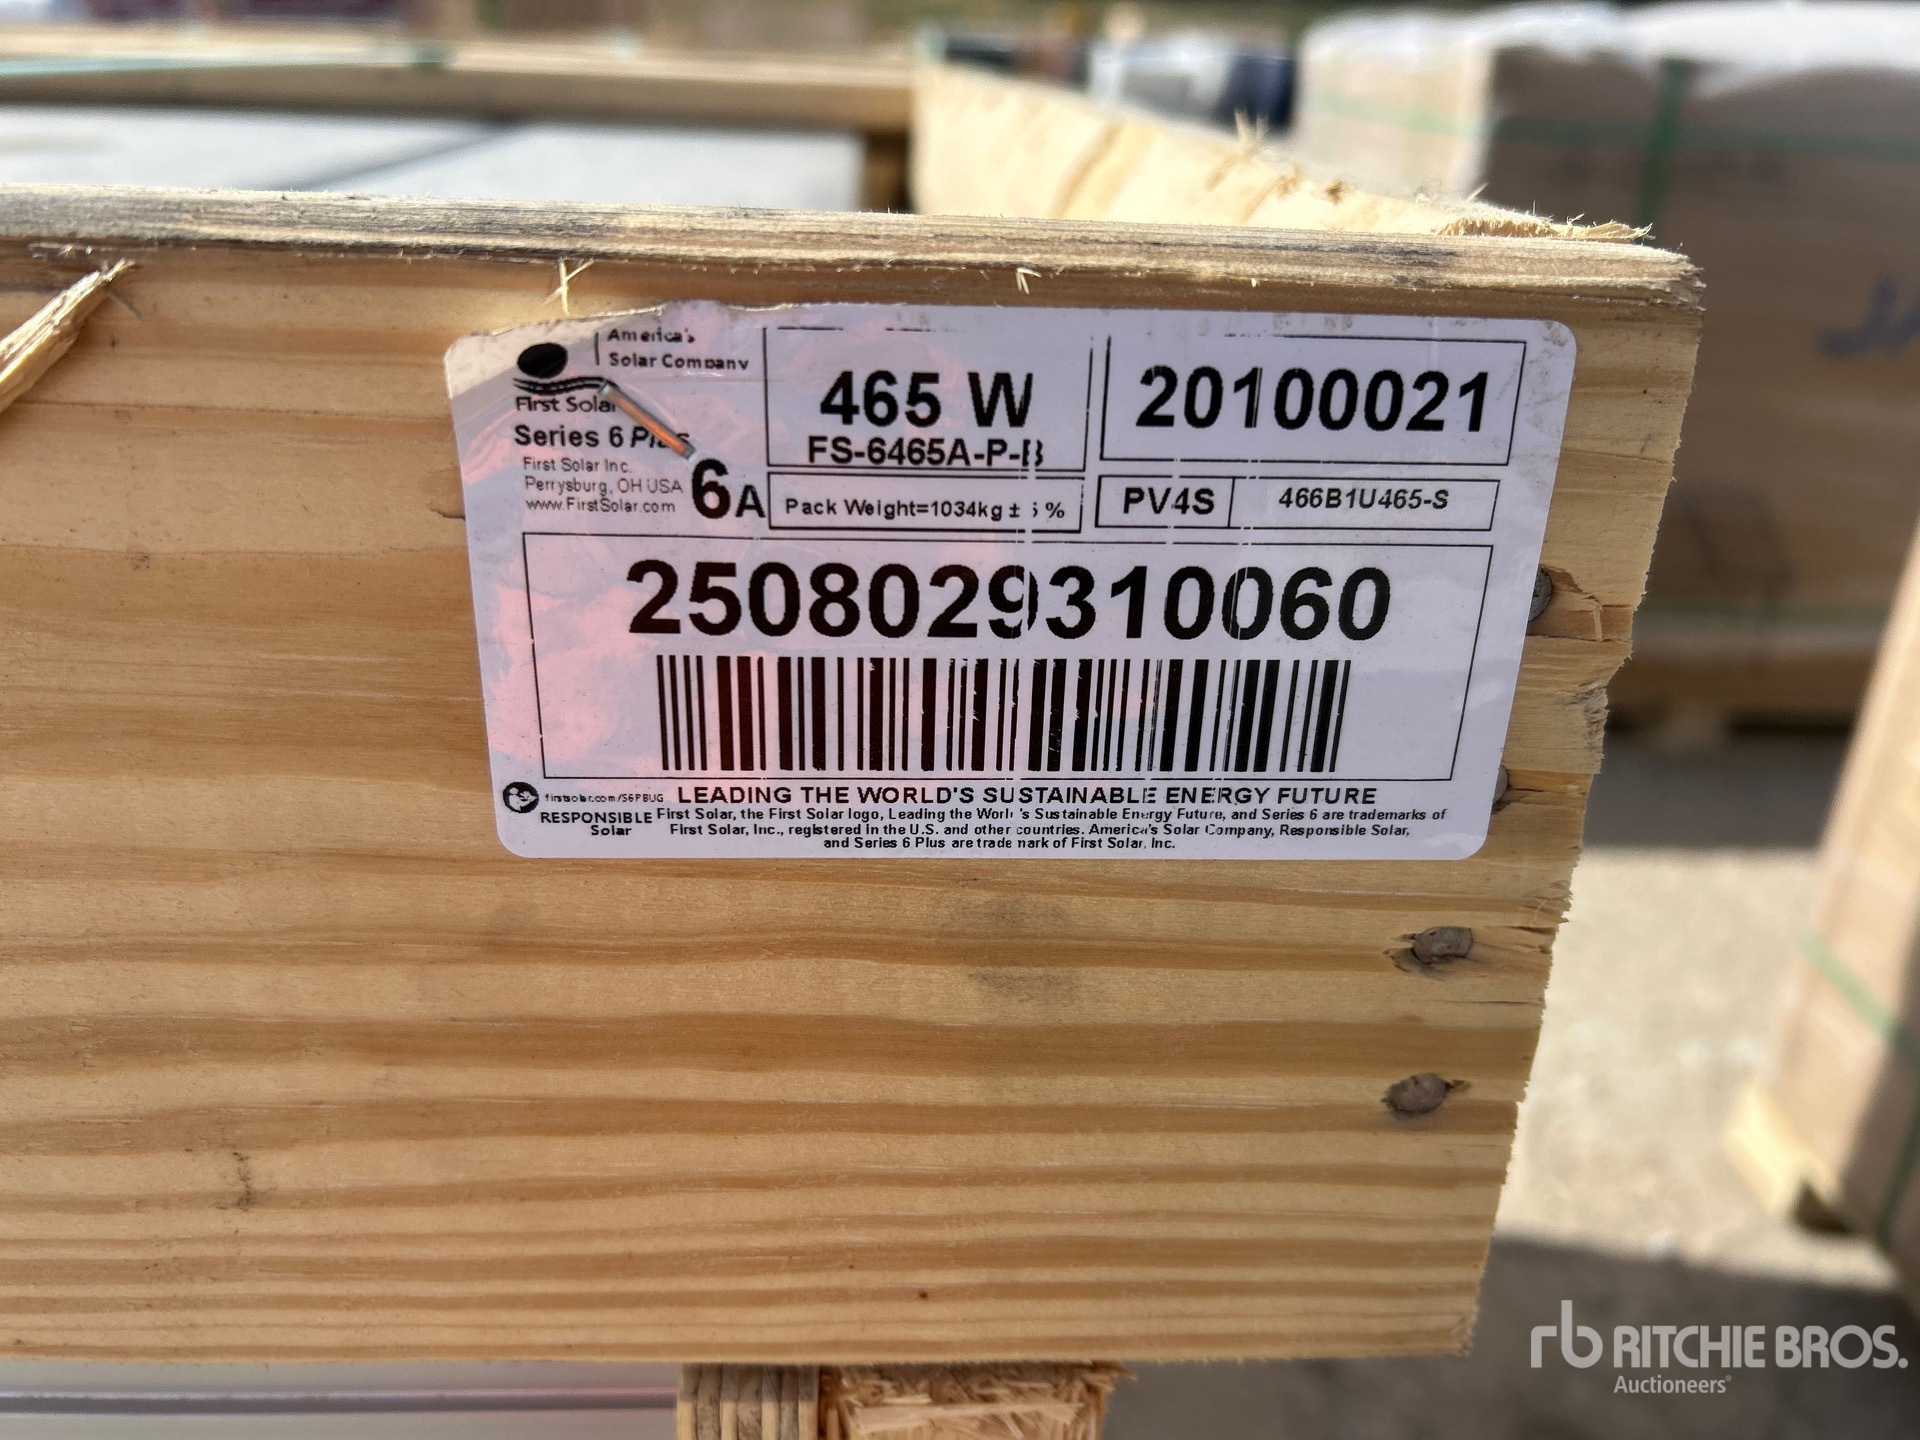 America's
Solar Company
First Solar
Series 6 Plus
First Solar Inc.
Perrysburg, OH USA
www.FirstSolar.com
6A
465 W
FS-6465A-P-B
Pack Weight=1034kg ± 5 %
20100021
PV4S
466B1U465-S
2508029310060
firstsolar.com/S6PBUG
RESPONSIBLE
Solar
LEADING THE WORLD'S SUSTAINABLE ENERGY FUTURE
First Solar, the First Solar logo, Leading the World's Sustainable Energy Future, and Series 6 are trademarks of
First Solar, Inc., registered in the U.S. and other countries. America's Solar Company, Responsible Solar,
and Series 6 Plus are trade mark of First Solar, Inc.
rb RITCHIE BROS.
Auctioneers